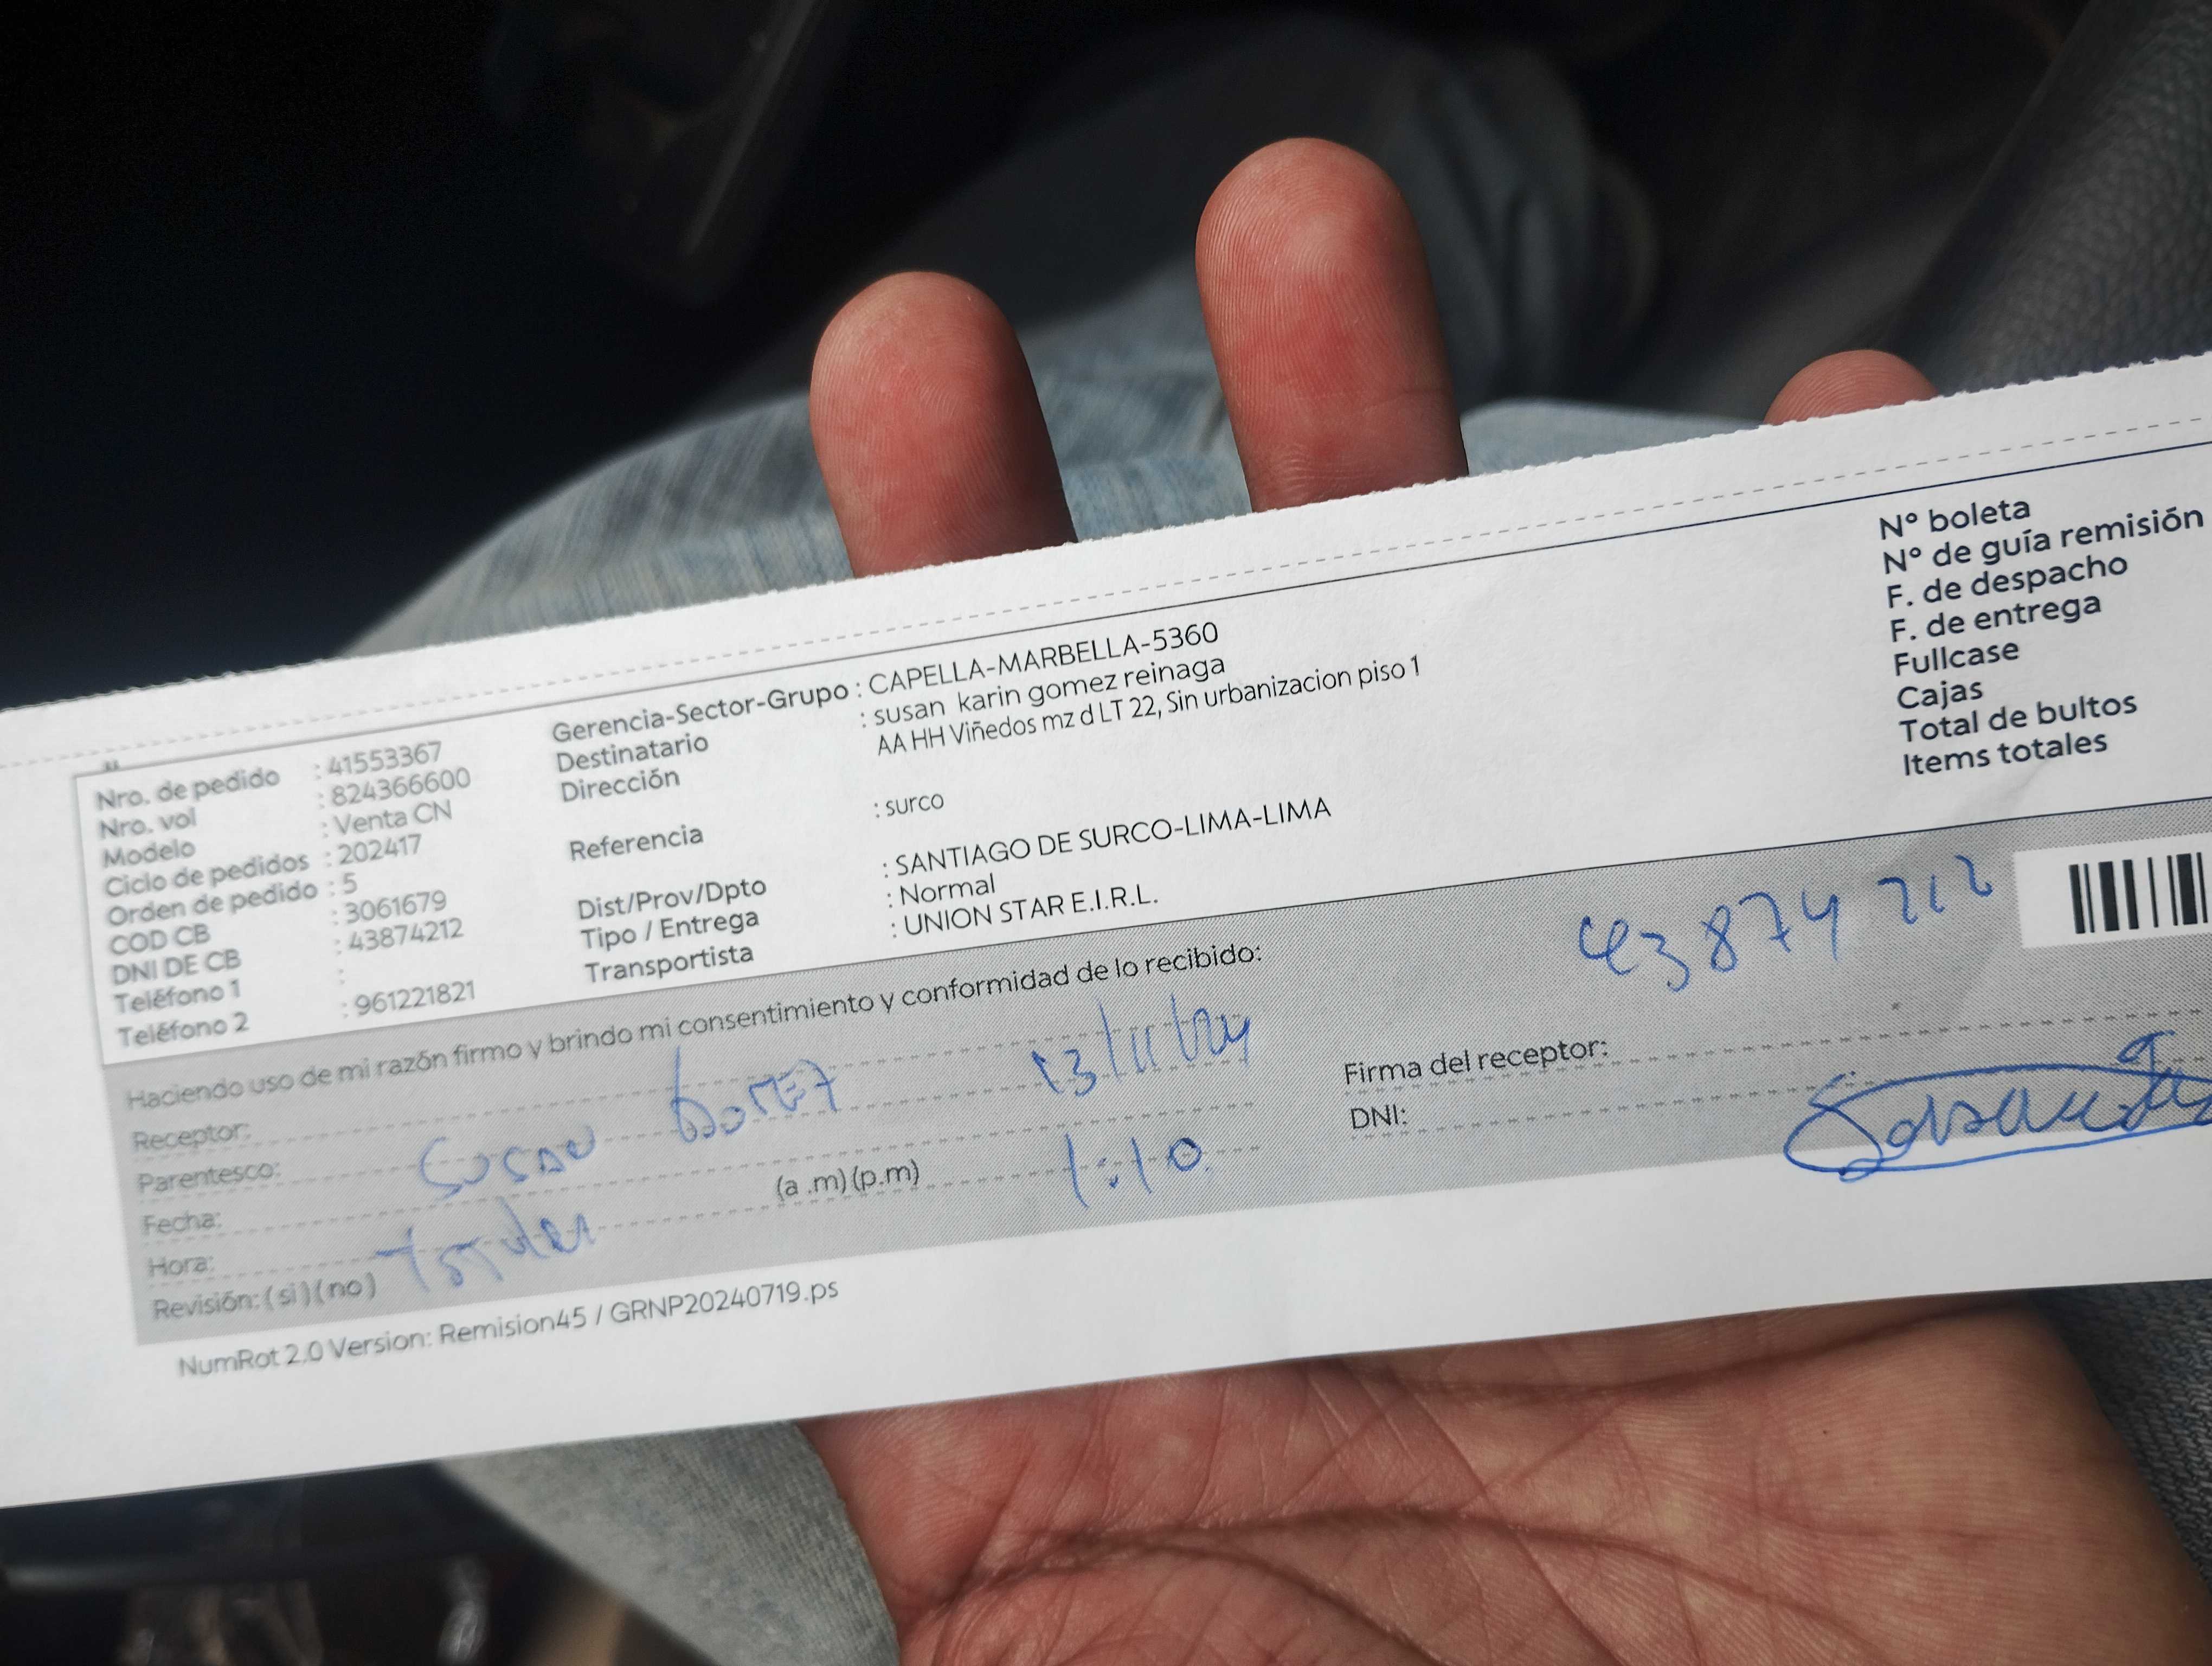 Nro. de pedido : 41553367
Nro. vol : 824366600
Modelo : Venta CN
Ciclo de pedidos : 202417
Orden de pedido : 5
COD CB : 3061679
DNI DE CB : 43874212
Teléfono 1 :
Teléfono 2 : 961221821
Gerencia-Sector-Grupo : CAPELLA-MARBELLA-5360
Destinatario : susan karin gomez reinaga
Dirección AA HH Viñedos mz d LT 22, Sin urbanizacion piso 1
Referencia : surco
Dist/Prov/Dpto : SANTIAGO DE SURCO-LIMA-LIMA
Tipo / Entrega : Normal
Transportista : UNION STAR E.I.R.L.
Nº boleta
Nº de guía remisión
F. de despacho
F. de entrega
Fullcase
Cajas
Total de bultos
Items totales
Haciendo uso de mi razón firmo y brindo mi consentimiento y conformidad de lo recibido:
Receptor:
Parentesco: Susan Gomez 13/11/24
Fecha:
Hora: (a .m) (p.m) 1:10
Revisión: (si) (no)
43874212
Firma del receptor:
DNI:
NumRot 2.0 Version: Remision45 / GRNP20240719.ps